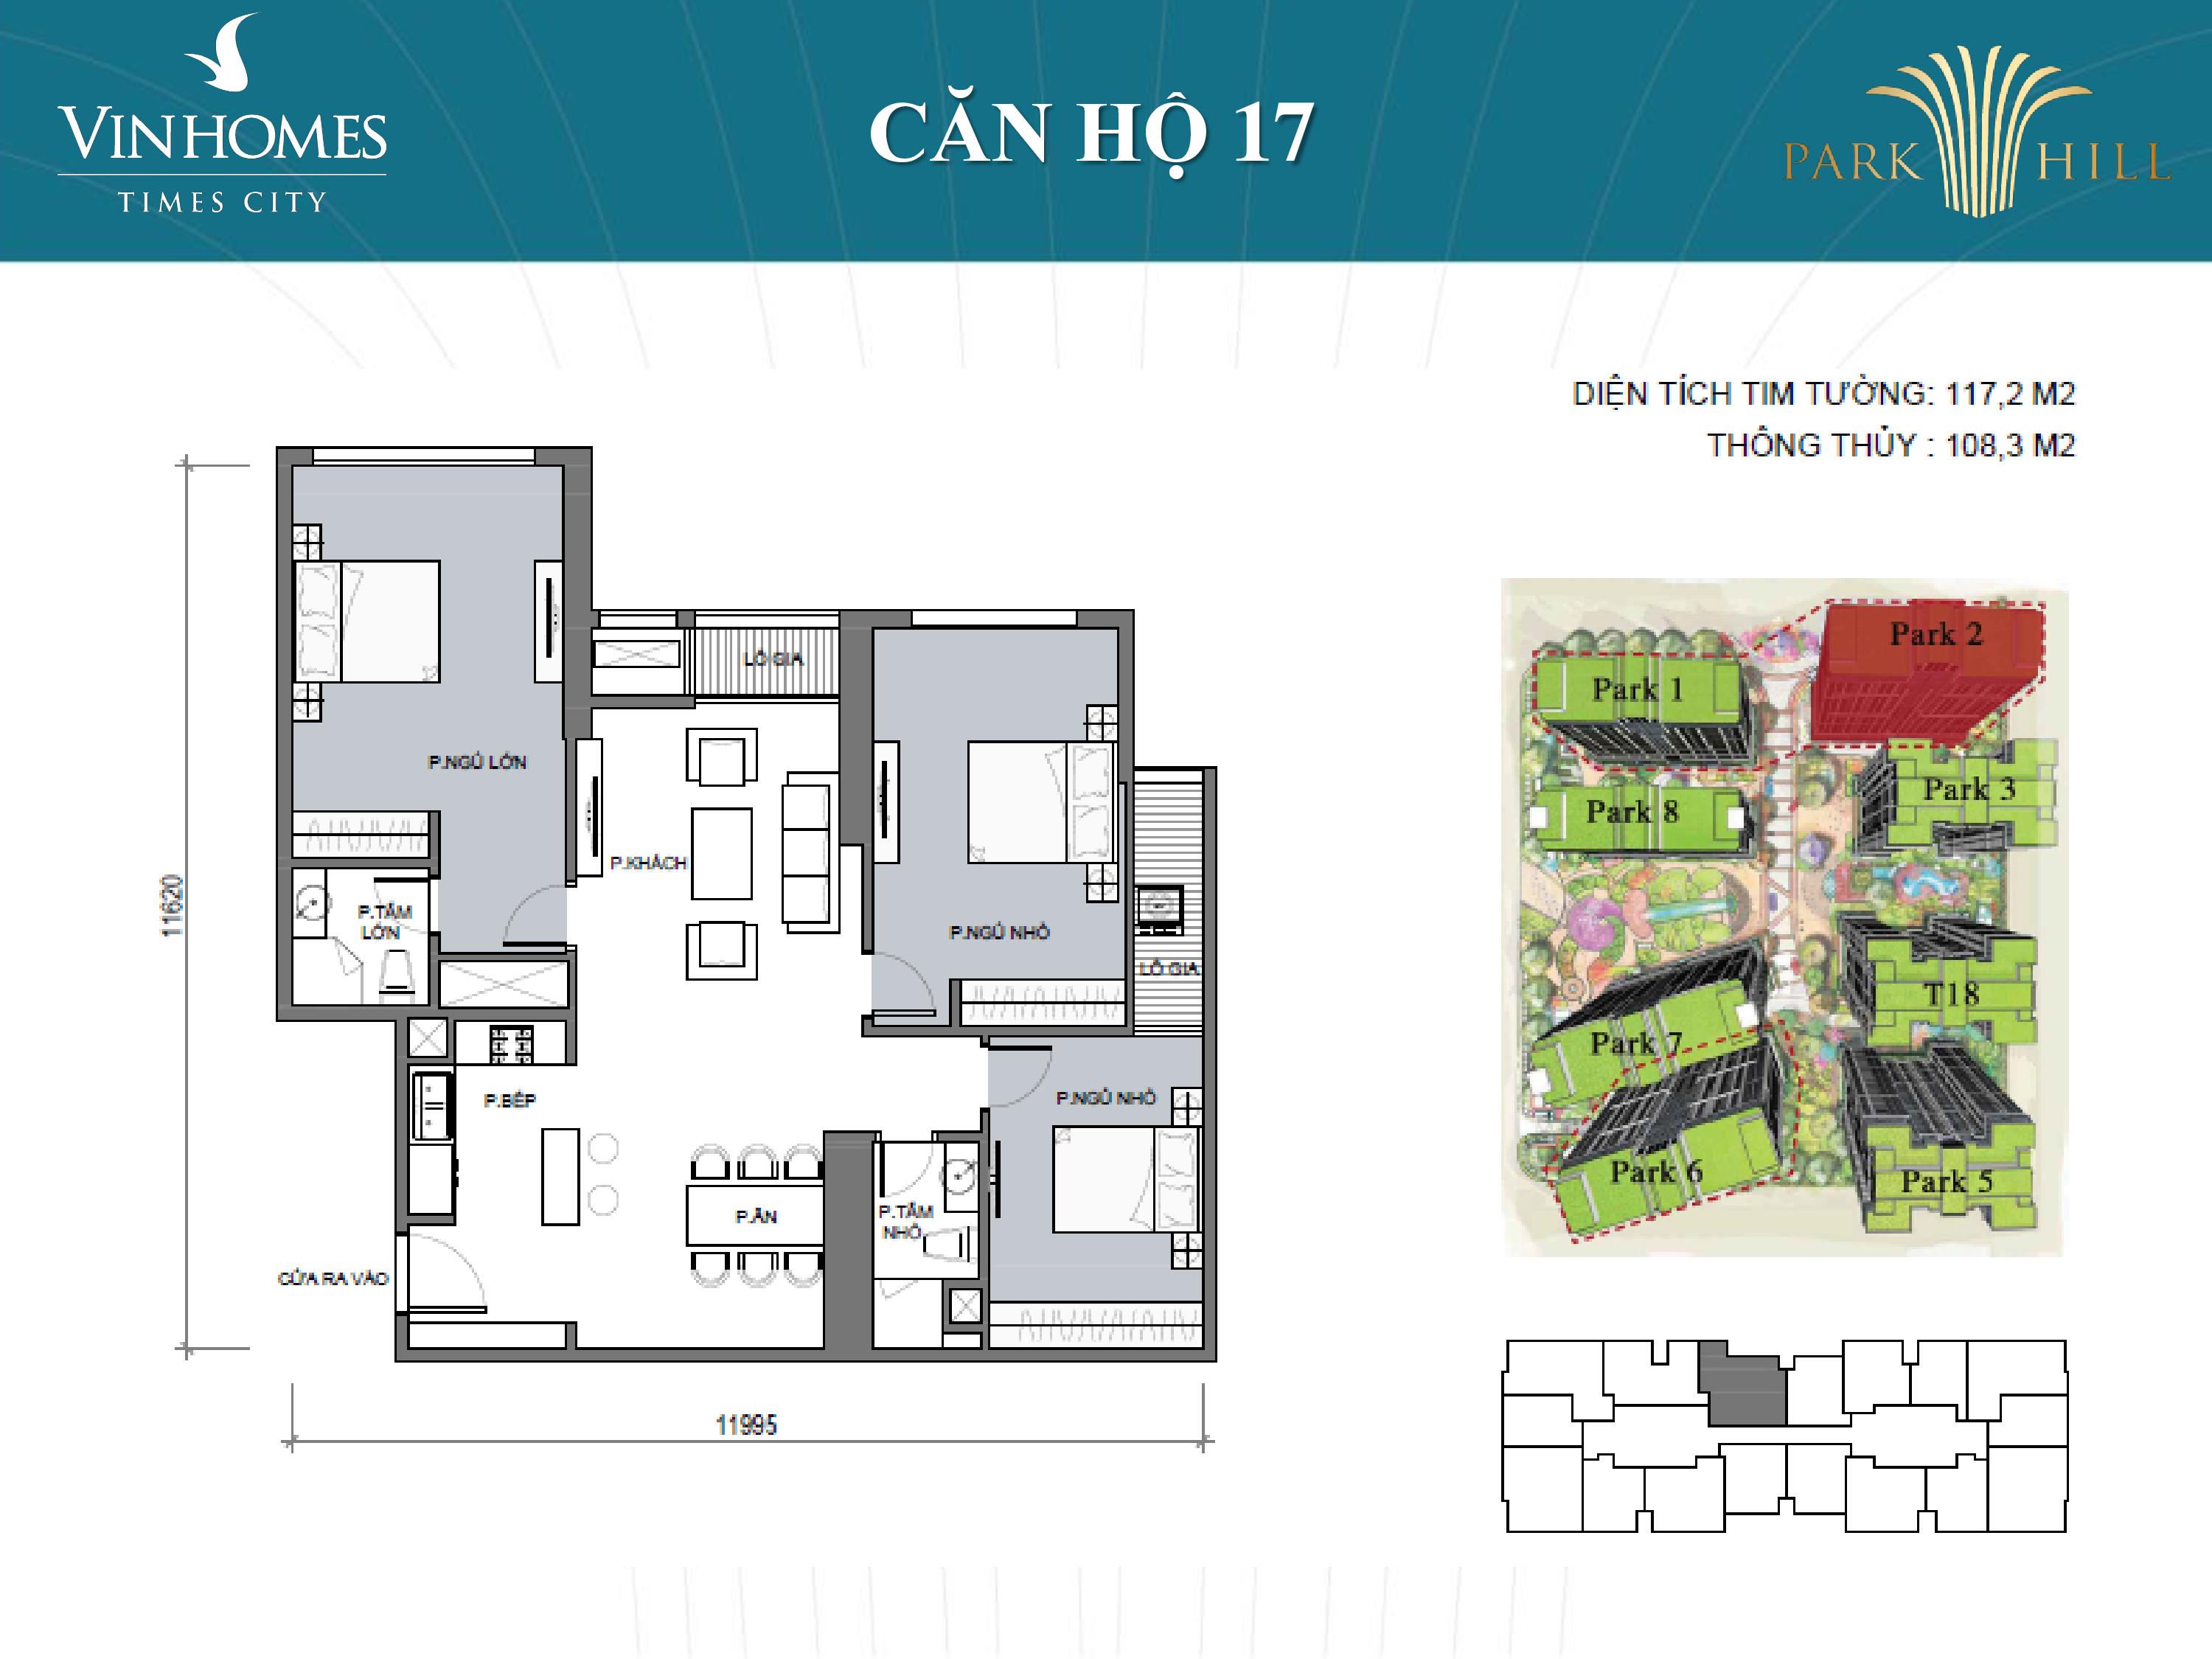 VINHOMES
TIMES CITY
CĂN HỘ 17
PARK HILL
DIỆN TÍCH TIM TƯỜNG: 117,2 M2
THÔNG THỦY : 108,3 M2
LÔ GIA
P.NGỦ LỚN
P.KHÁCH
P.TẮM
LỚN
P.NGỦ NHỎ
LÔ GIA
P.BẾP
P.NGỦ NHỎ
P.ĂN
P.TẮM
NHỎ
CỬA RA VÀO
11620
11995
Park 2
Park 1
Park 3
Park 8
T18
Park 7
Park 6
Park 5